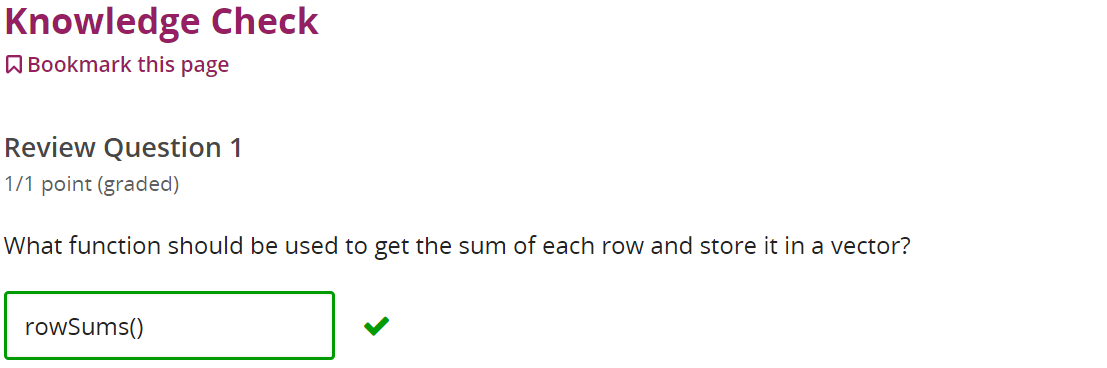 Knowledge Check
Bookmark this page
Review Question 1
1/1 point (graded)
What function should be used to get the sum of each row and store it in a vector?
rowSums()